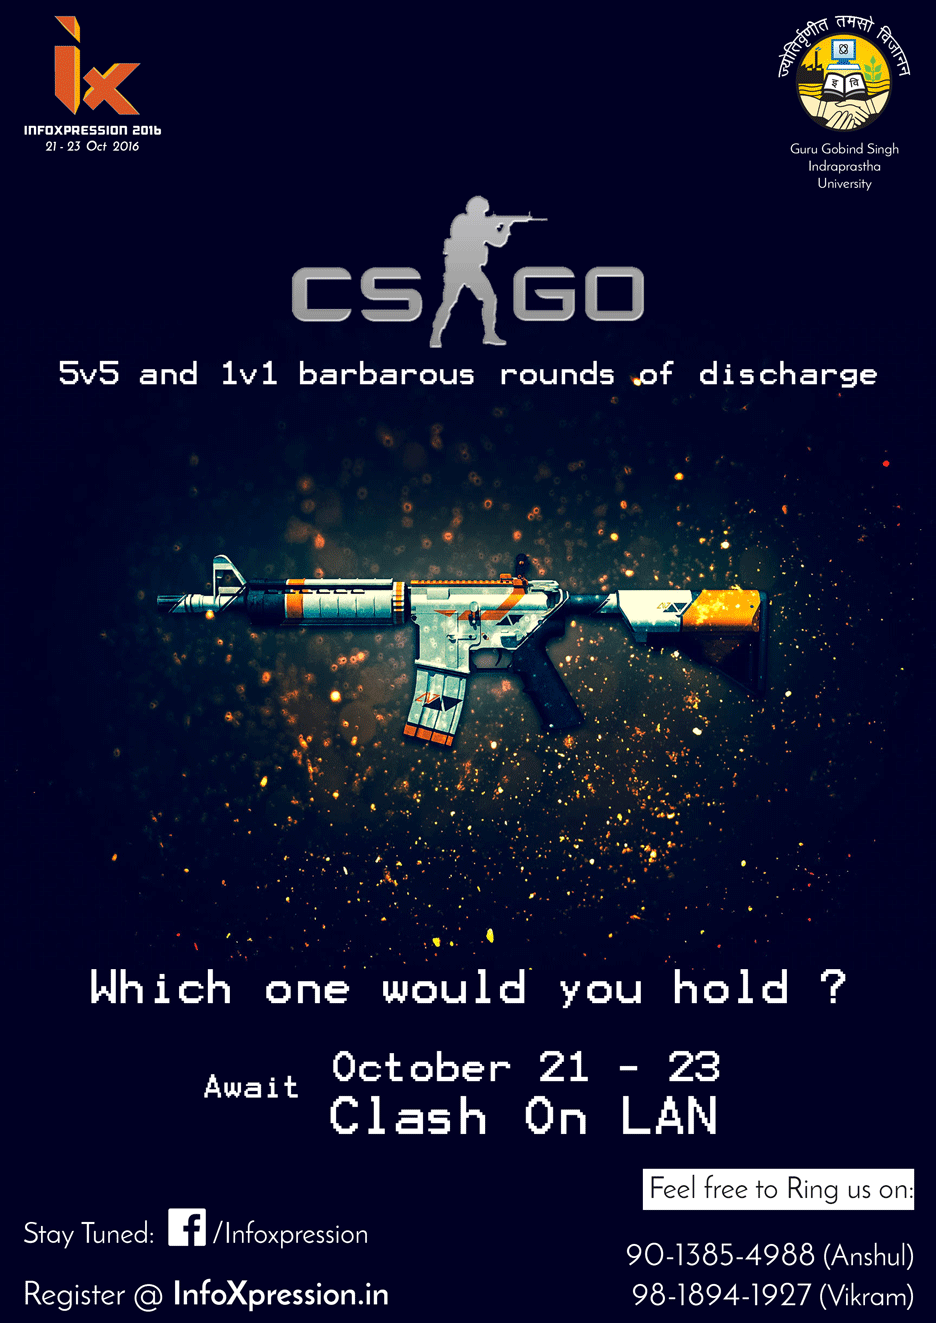 INFOXPRESSION 2016
21 - 23 Oct 2016
ज्योतिर्वृणीत तमसो विजानन
इ वि
Guru Gobind Singh
Indraprastha
University
CS GO
5v5 and 1v1 barbarous rounds of discharge
Which one would you hold ?
Await October 21 - 23
Clash On LAN
Feel free to Ring us on:
Stay Tuned: f /Infoxpression
90-1385-4988 (Anshul)
Register @ InfoXpression.in
98-1894-1927 (Vikram)